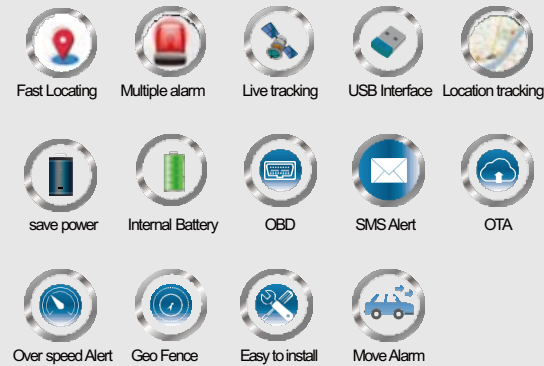 Fast Locating
Multiple alarm
Live tracking
USB Interface
Location tracking
save power
Internal Battery
OBD
SMS Alert
OTA
Over speed Alert
Geo Fence
Easy to install
Move Alarm